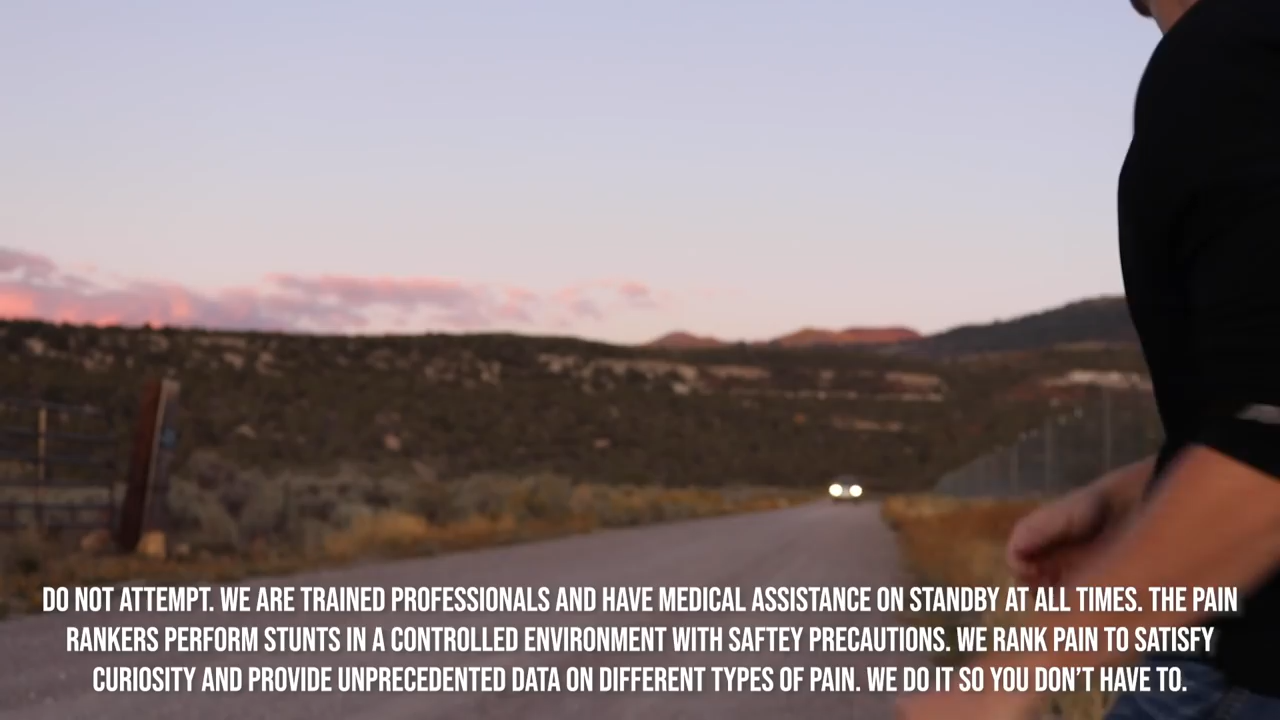 DO NOT ATTEMPT. WE ARE TRAINED PROFESSIONALS AND HAVE MEDICAL ASSISTANCE ON STANDBY AT ALL TIMES. THE PAIN
RANKERS PERFORM STUNTS IN A CONTROLLED ENVIRONMENT WITH SAFTEY PRECAUTIONS. WE RANK PAIN TO SATISFY
CURIOSITY AND PROVIDE UNPRECEDENTED DATA ON DIFFERENT TYPES OF PAIN. WE DO IT SO YOU DON'T HAVE TO.